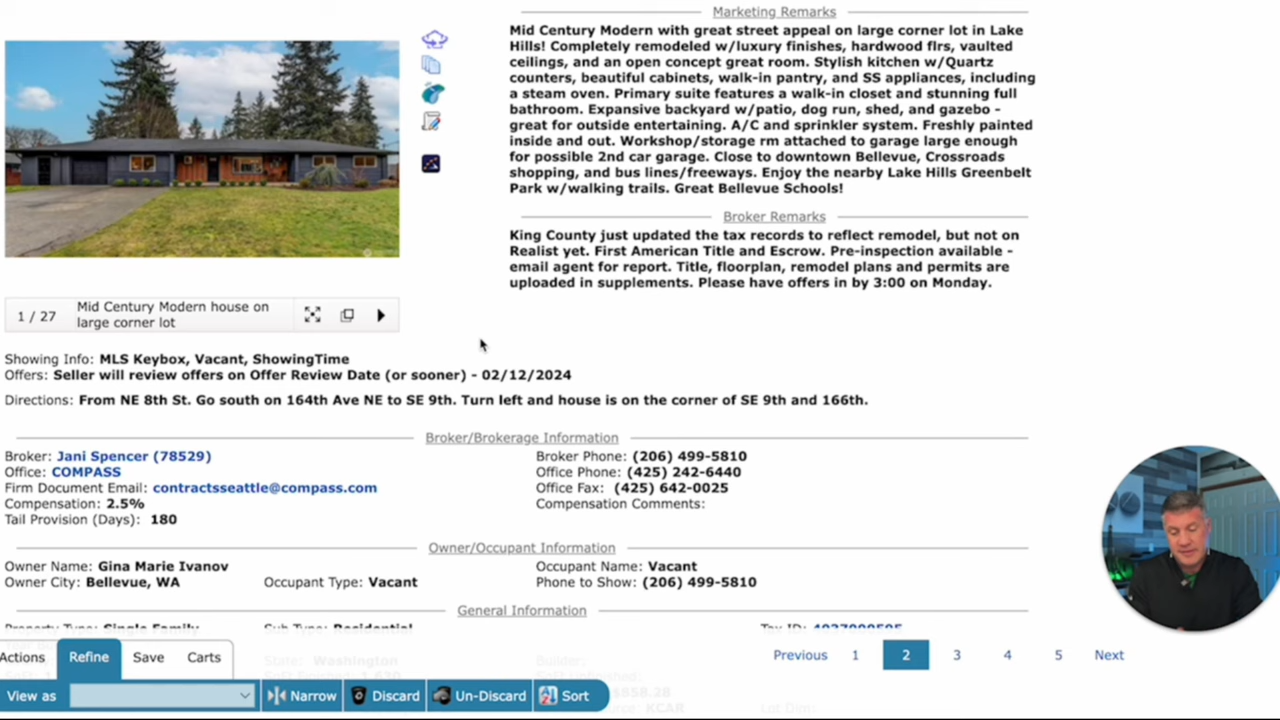 Marketing Remarks
Mid Century Modern with great street appeal on large corner lot in Lake
Hills! Completely remodeled w/luxury finishes, hardwood flrs, vaulted
ceilings, and an open concept great room. Stylish kitchen w/Quartz
counters, beautiful cabinets, walk-in pantry, and SS appliances, including
a steam oven. Primary suite features a walk-in closet and stunning full
bathroom. Expansive backyard w/patio, dog run, shed, and gazebo -
great for outside entertaining. A/C and sprinkler system. Freshly painted
inside and out. Workshop/storage rm attached to garage large enough
for possible 2nd car garage. Close to downtown Bellevue, Crossroads
shopping, and bus lines/freeways. Enjoy the nearby Lake Hills Greenbelt
Park w/walking trails. Great Bellevue Schools!
Broker Remarks
King County just updated the tax records to reflect remodel, but not on
Realist yet. First American Title and Escrow. Pre-inspection available -
email agent for report. Title, floorplan, remodel plans and permits are
uploaded in supplements. Please have offers in by 3:00 on Monday.
1 / 27
Mid Century Modern house on
large corner lot
Showing Info: MLS Keybox, Vacant, ShowingTime
Offers: Seller will review offers on Offer Review Date (or sooner) - 02/12/2024
Directions: From NE 8th St. Go south on 164th Ave NE to SE 9th. Turn left and house is on the corner of SE 9th and 166th.
Broker/Brokerage Information
Broker: Jani Spencer (78529) Broker Phone: (206) 499-5810
Office: COMPASS Office Phone: (425) 242-6440
Firm Document Email: contractsseattle@compass.com Office Fax: (425) 642-0025
Compensation: 2.5% Compensation Comments:
Tail Provision (Days): 180
Owner/Occupant Information
Owner Name: Gina Marie Ivanov Occupant Name: Vacant
Owner City: Bellevue, WA Occupant Type: Vacant Phone to Show: (206) 499-5810
General Information
Property Type: Single Family Sub Type: Residential Tax ID:
State: Washington Builder:
Actions Refine Save Carts Previous 1 2 3 4 5 Next
View as Narrow Discard Un-Discard Sort
KCAR Lot Dim: